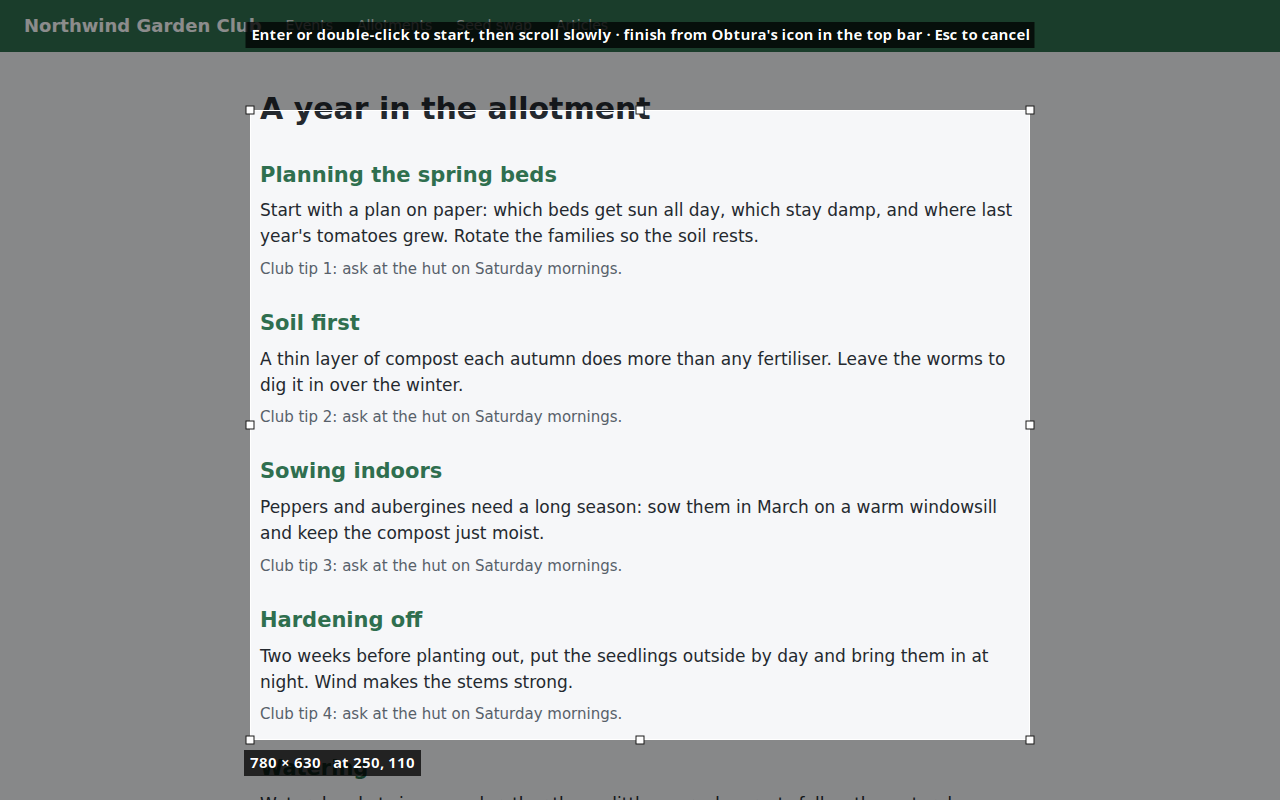 Northwind Garden Club Events Allotments Seed swap Articles
Enter or double-click to start, then scroll slowly · finish from Obtura's icon in the top bar · Esc to cancel
A year in the allotment
Planning the spring beds
Start with a plan on paper: which beds get sun all day, which stay damp, and where last
year's tomatoes grew. Rotate the families so the soil rests.
Club tip 1: ask at the hut on Saturday mornings.
Soil first
A thin layer of compost each autumn does more than any fertiliser. Leave the worms to
dig it in over the winter.
Club tip 2: ask at the hut on Saturday mornings.
Sowing indoors
Peppers and aubergines need a long season: sow them in March on a warm windowsill
and keep the compost just moist.
Club tip 3: ask at the hut on Saturday mornings.
Hardening off
Two weeks before planting out, put the seedlings outside by day and bring them in at
night. Wind makes the stems strong.
Club tip 4: ask at the hut on Saturday mornings.
780 × 630 at 250, 110
Watering